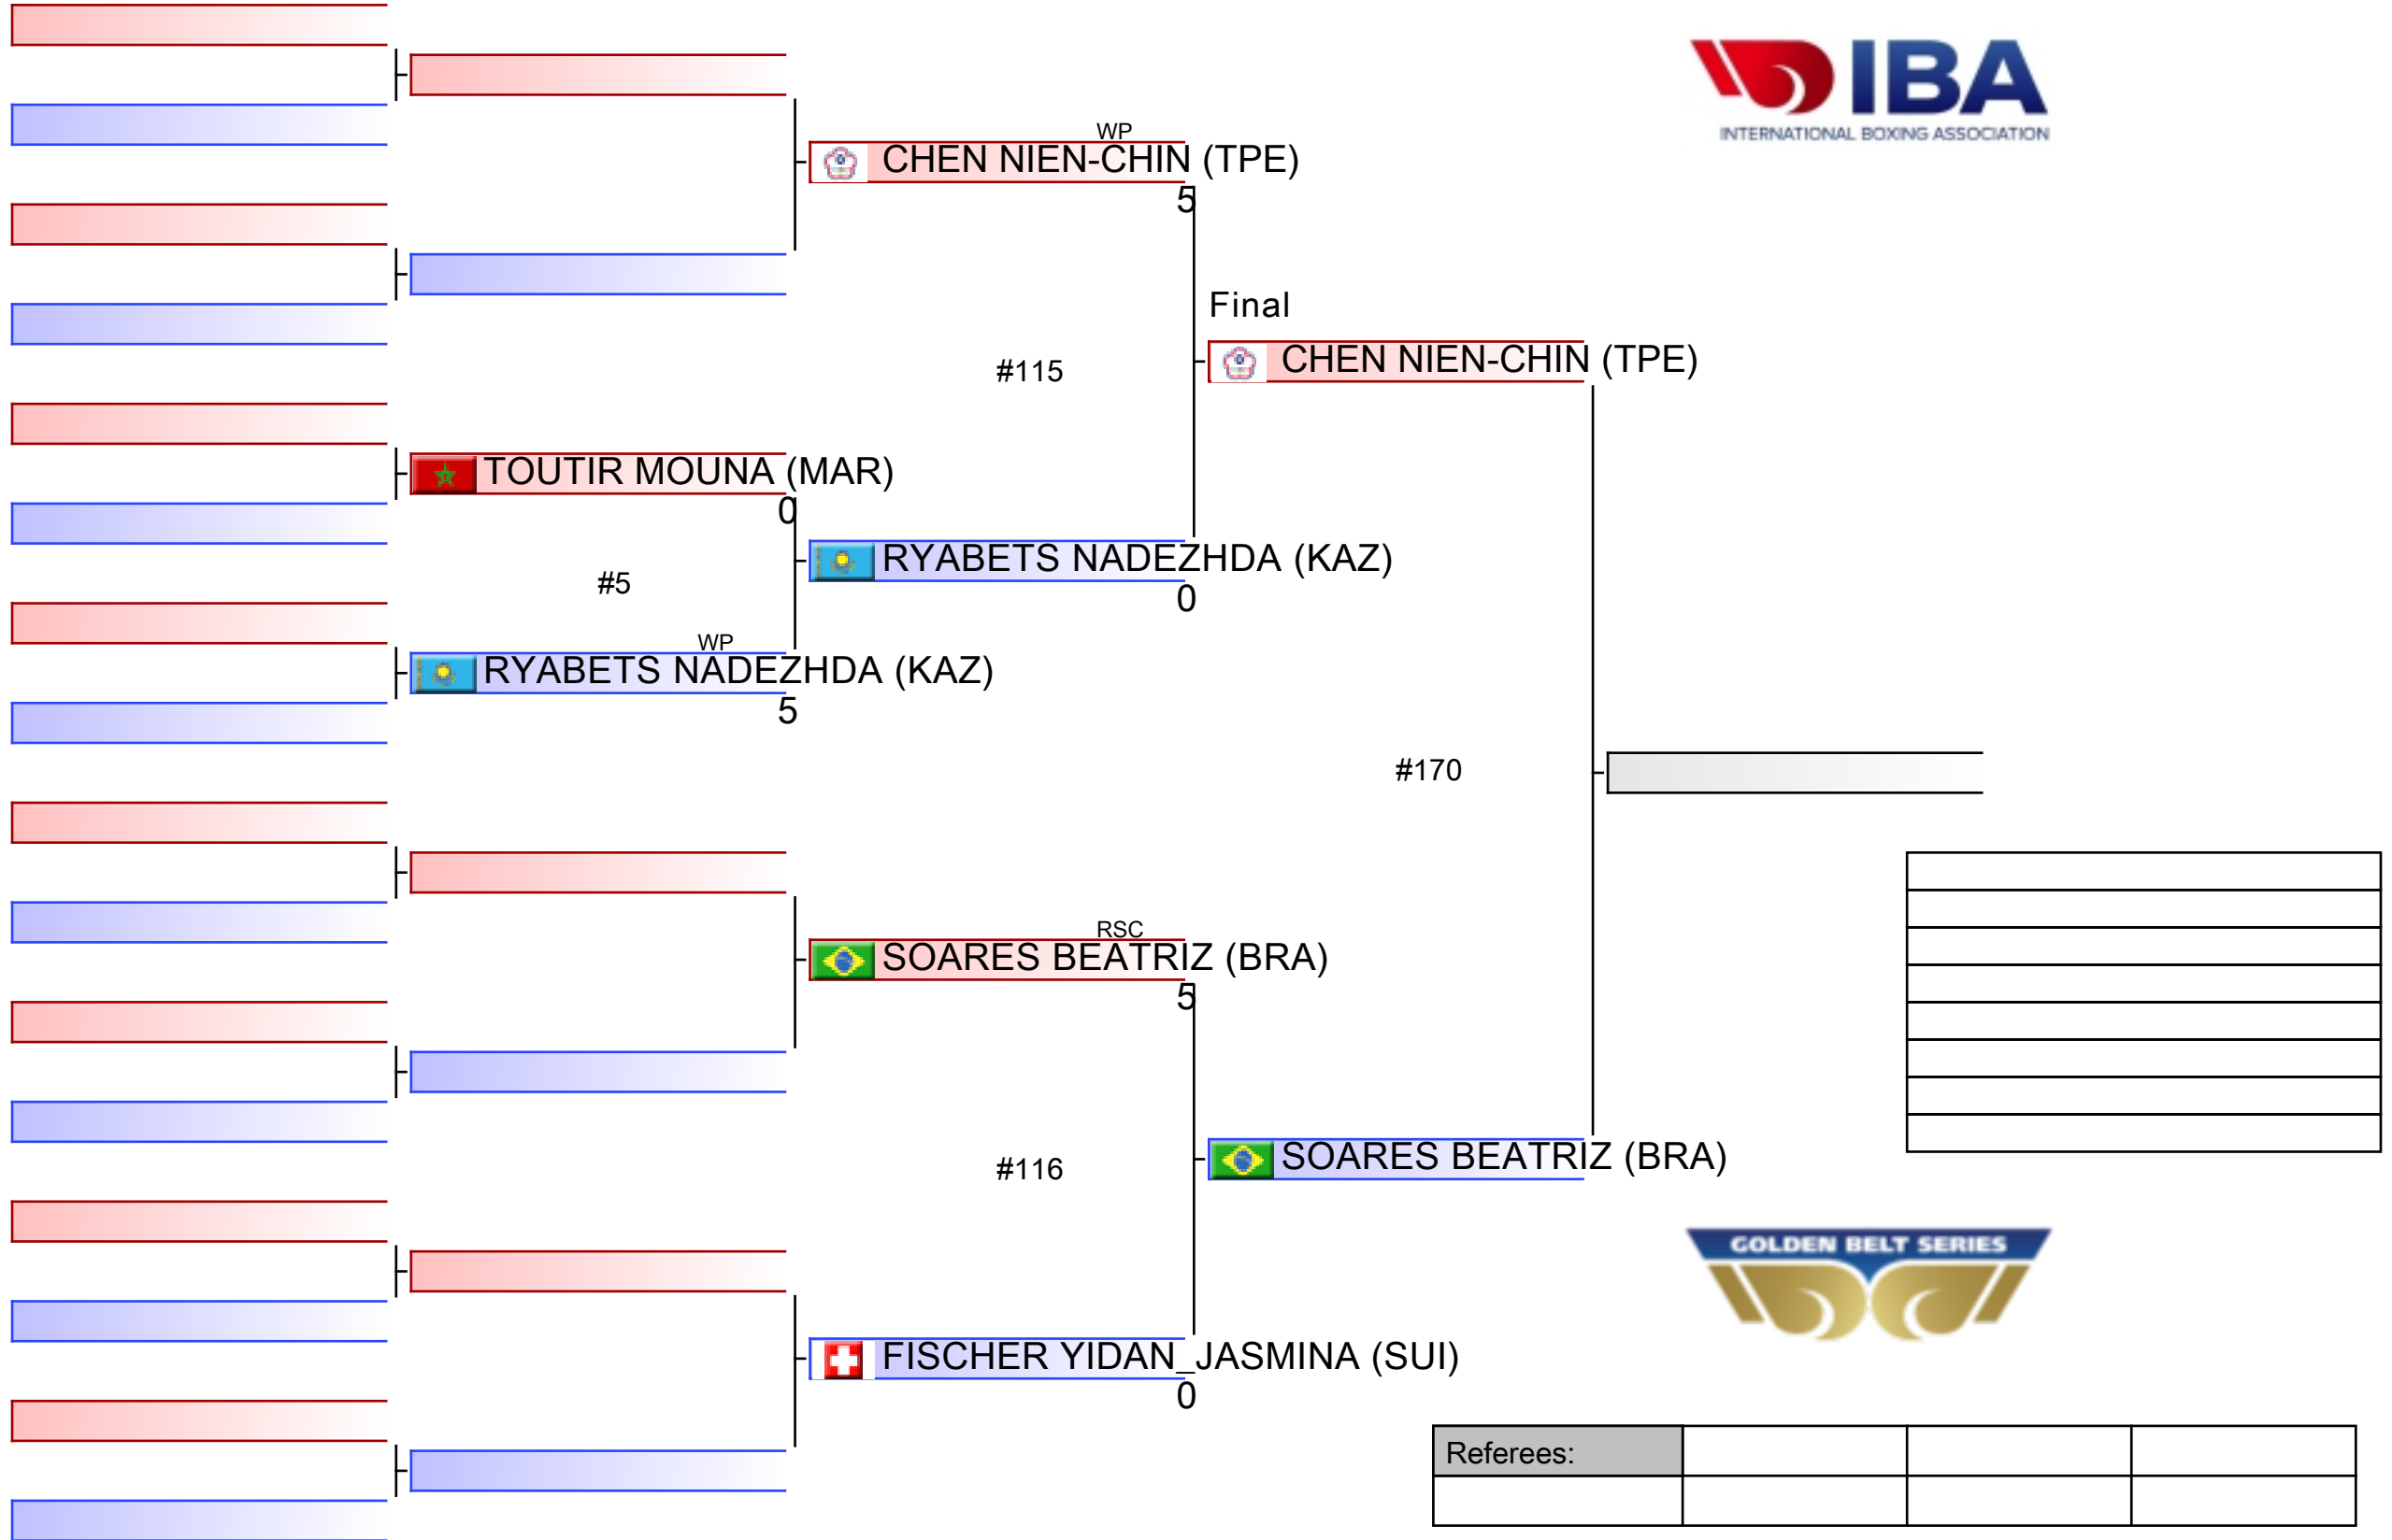 IBA
INTERNATIONAL BOXING ASSOCIATION
WP
CHEN NIEN-CHIN (TPE)
5
Final
CHEN NIEN-CHIN (TPE)
#115
TOUTIR MOUNA (MAR)
0
RYABETS NADEZHDA (KAZ)
0
#5
WP
RYABETS NADEZHDA (KAZ)
5
#170
RSC
SOARES BEATRIZ (BRA)
5
#116
SOARES BEATRIZ (BRA)
GOLDEN BELT SERIES
FISCHER YIDAN_JASMINA (SUI)
0
Referees: